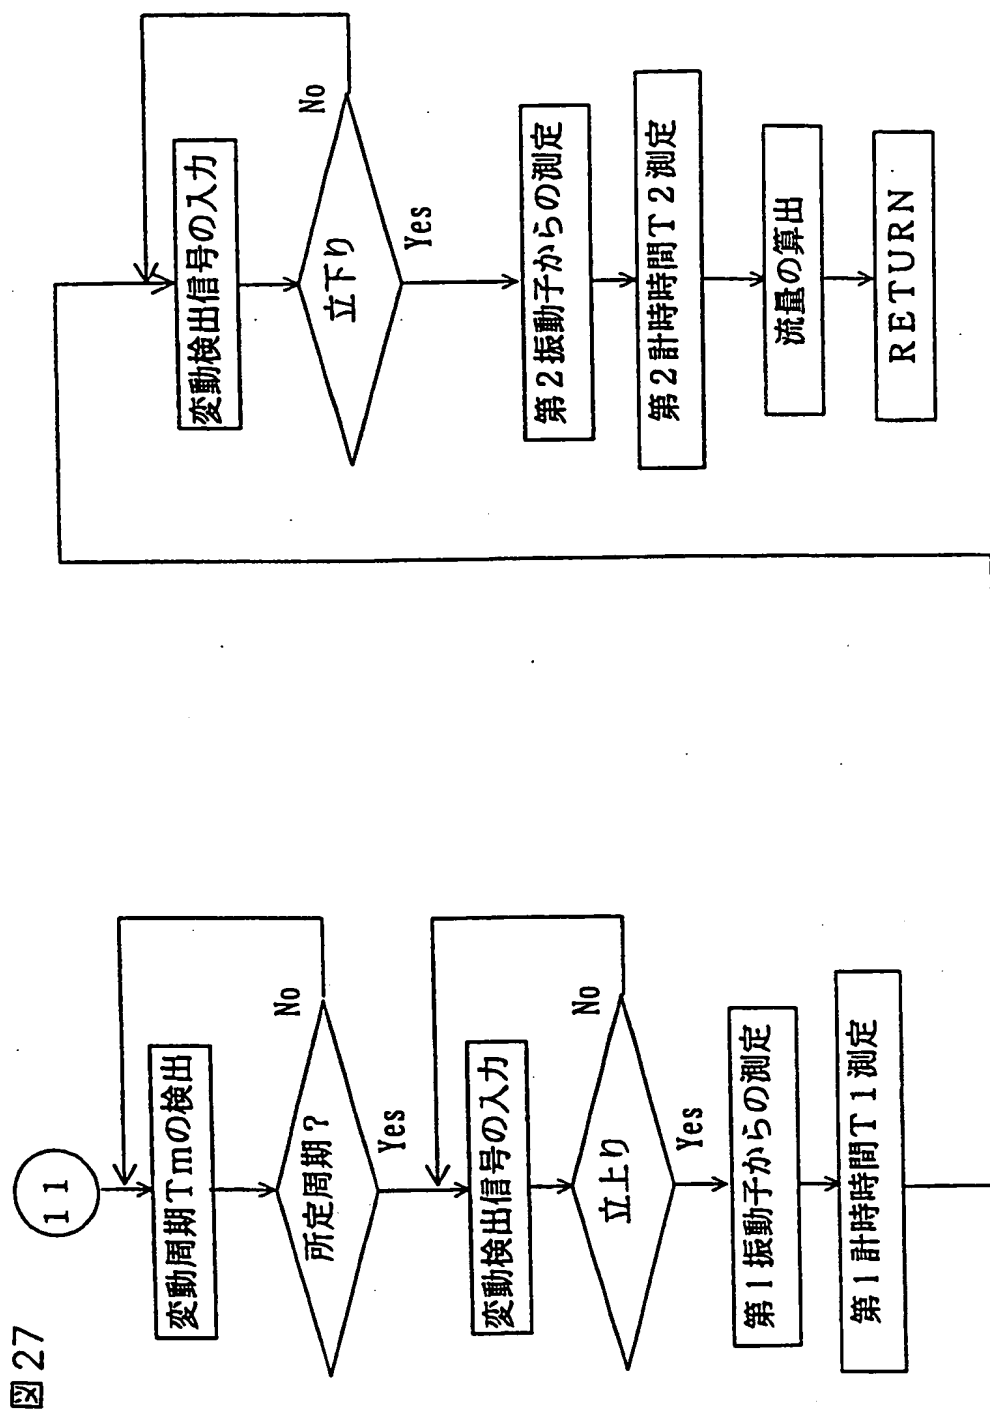 図27
11
変動周期Tmの検出
所定周期?
No
Yes
変動検出信号の入力
立上り
No
Yes
第1振動子からの測定
第1計時時間T1測定
変動検出信号の入力
立下り
No
Yes
第2振動子からの測定
第2計時時間T2測定
流量の算出
RETURN